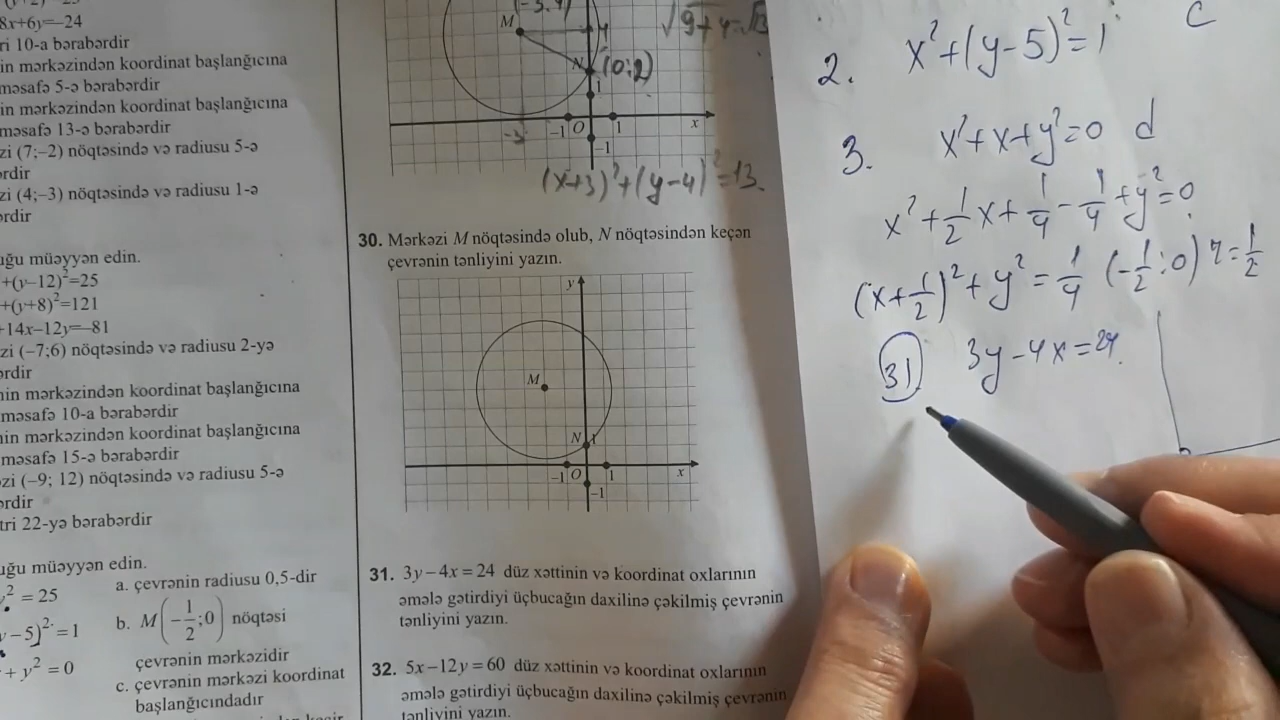 8x+6y=–24
ri 10-a bərabərdir
in mərkəzindən koordinat başlanğıcına
məsafə 5-ə bərabərdir
in mərkəzindən koordinat başlanğıcına
məsafə 13-ə bərabərdir
zi (7;–2) nöqtəsində və radiusu 5-ə
rdir
zi (4;–3) nöqtəsində və radiusu 1-ə
rdir
uğu müəyyən edin.
+(y–12)²=25
+(y+8)²=121
+14x–12y=–81
zi (–7;6) nöqtəsində və radiusu 2-yə
rdir
nin mərkəzindən koordinat başlanğıcına
məsafə 10-a bərabərdir
nin mərkəzindən koordinat başlanğıcına
məsafə 15-ə bərabərdir
əzi (–9; 12) nöqtəsində və radiusu 5-ə
ərdir
tri 22-yə bərabərdir
uğu müəyyən edin.
y² = 25
y–5)² =1
+ y² = 0
a. çevrənin radiusu 0,5-dir
b. M(–1/2;0) nöqtəsi
çevrənin mərkəzidir
c. çevrənin mərkəzi koordinat
başlanğıcındadır
(–3;4)
M
4
√9+4=√13
N
(0:2)
1
–3
–1 O 1 x
–1
(x+3)²+(y–4)²=13.
30. Mərkəzi M nöqtəsində olub, N nöqtəsindən keçən
çevrənin tənliyini yazın.
y
M
N 1
–1 O 1 x
–1
31. 3y – 4x = 24 düz xəttinin və koordinat oxlarının
əmələ gətirdiyi üçbucağın daxilinə çəkilmiş çevrənin
tənliyini yazın.
32. 5x – 12y = 60 düz xəttinin və koordinat oxlarının
əmələ gətirdiyi üçbucağın daxilinə çəkilmiş çevrənin
tənliyini yazın.
2. x²+(y–5)²=1 c
3. x²+x+y²=0 d
x²+1/2x+1/4–1/4+y²=0
(x+1/2)²+y²=1/4 (–1/2:0) r=1/2
31 3y–4x=24.